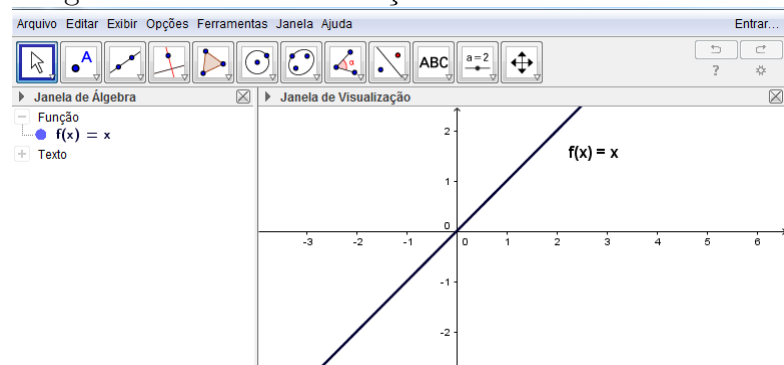 Arquivo Editar Exibir Opções Ferramentas Janela Ajuda Entrar...
A ABC a = 2 ?
Janela de Álgebra
Janela de Visualização
Função
f(x) = x
Texto
2
f(x) = x
1
0
-3 -2 -1 0 1 2 3 4 5 6
-1
-2